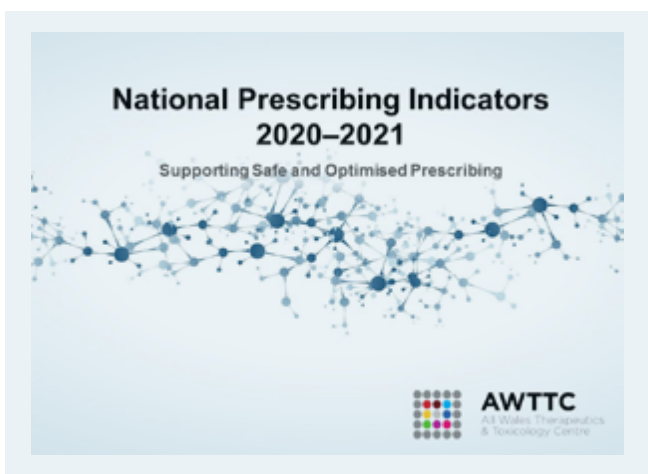 National Prescribing Indicators
2020–2021
Supporting Safe and Optimised Prescribing
AWTTC
All Wales Therapeutics
& Toxicology Centre